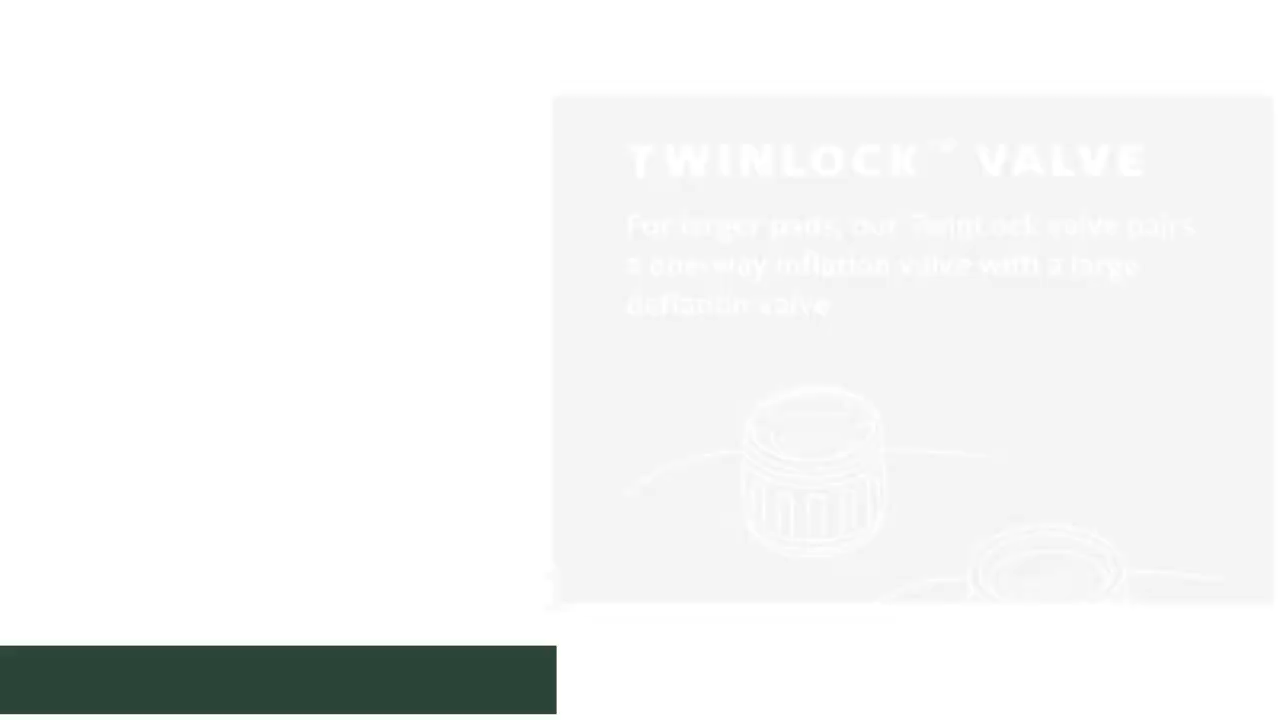 TWINLOCK™ VALVE
For larger pads, our TwinLock valve pairs
a one-way inflation valve with a large
deflation valve